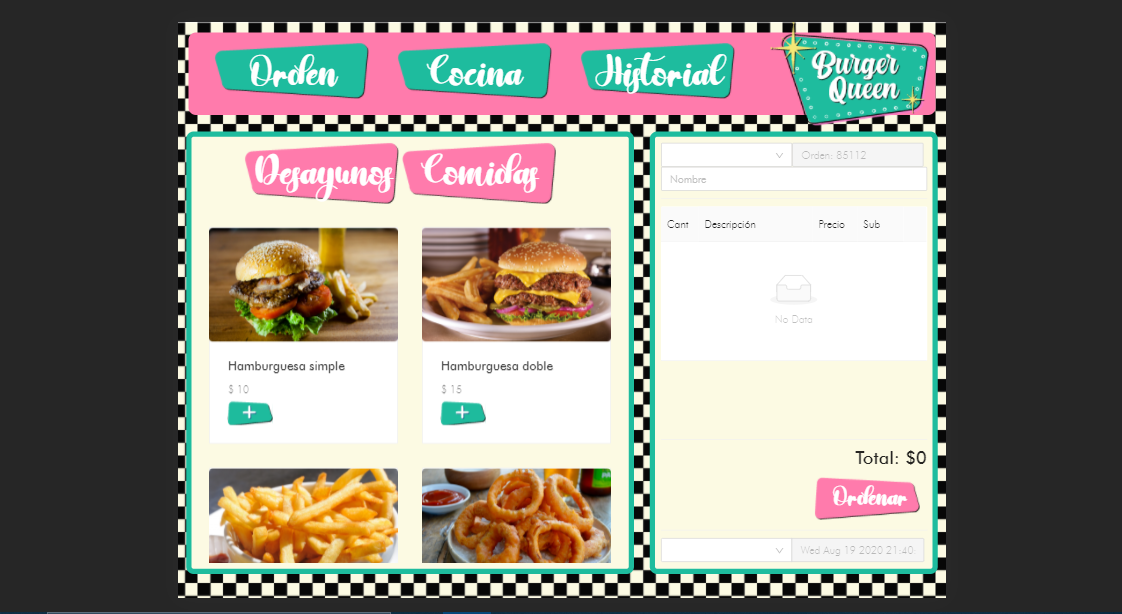 Orden
Cocina
Historial
Burger
Queen
Desayunos
Comidas
Hamburguesa simple
$ 10
+
Hamburguesa doble
$ 15
+
Orden: 85112
Nombre
Cant Descripción Precio Sub
No Data
Total: $0
Ordenar
Wed Aug 19 2020 21:40